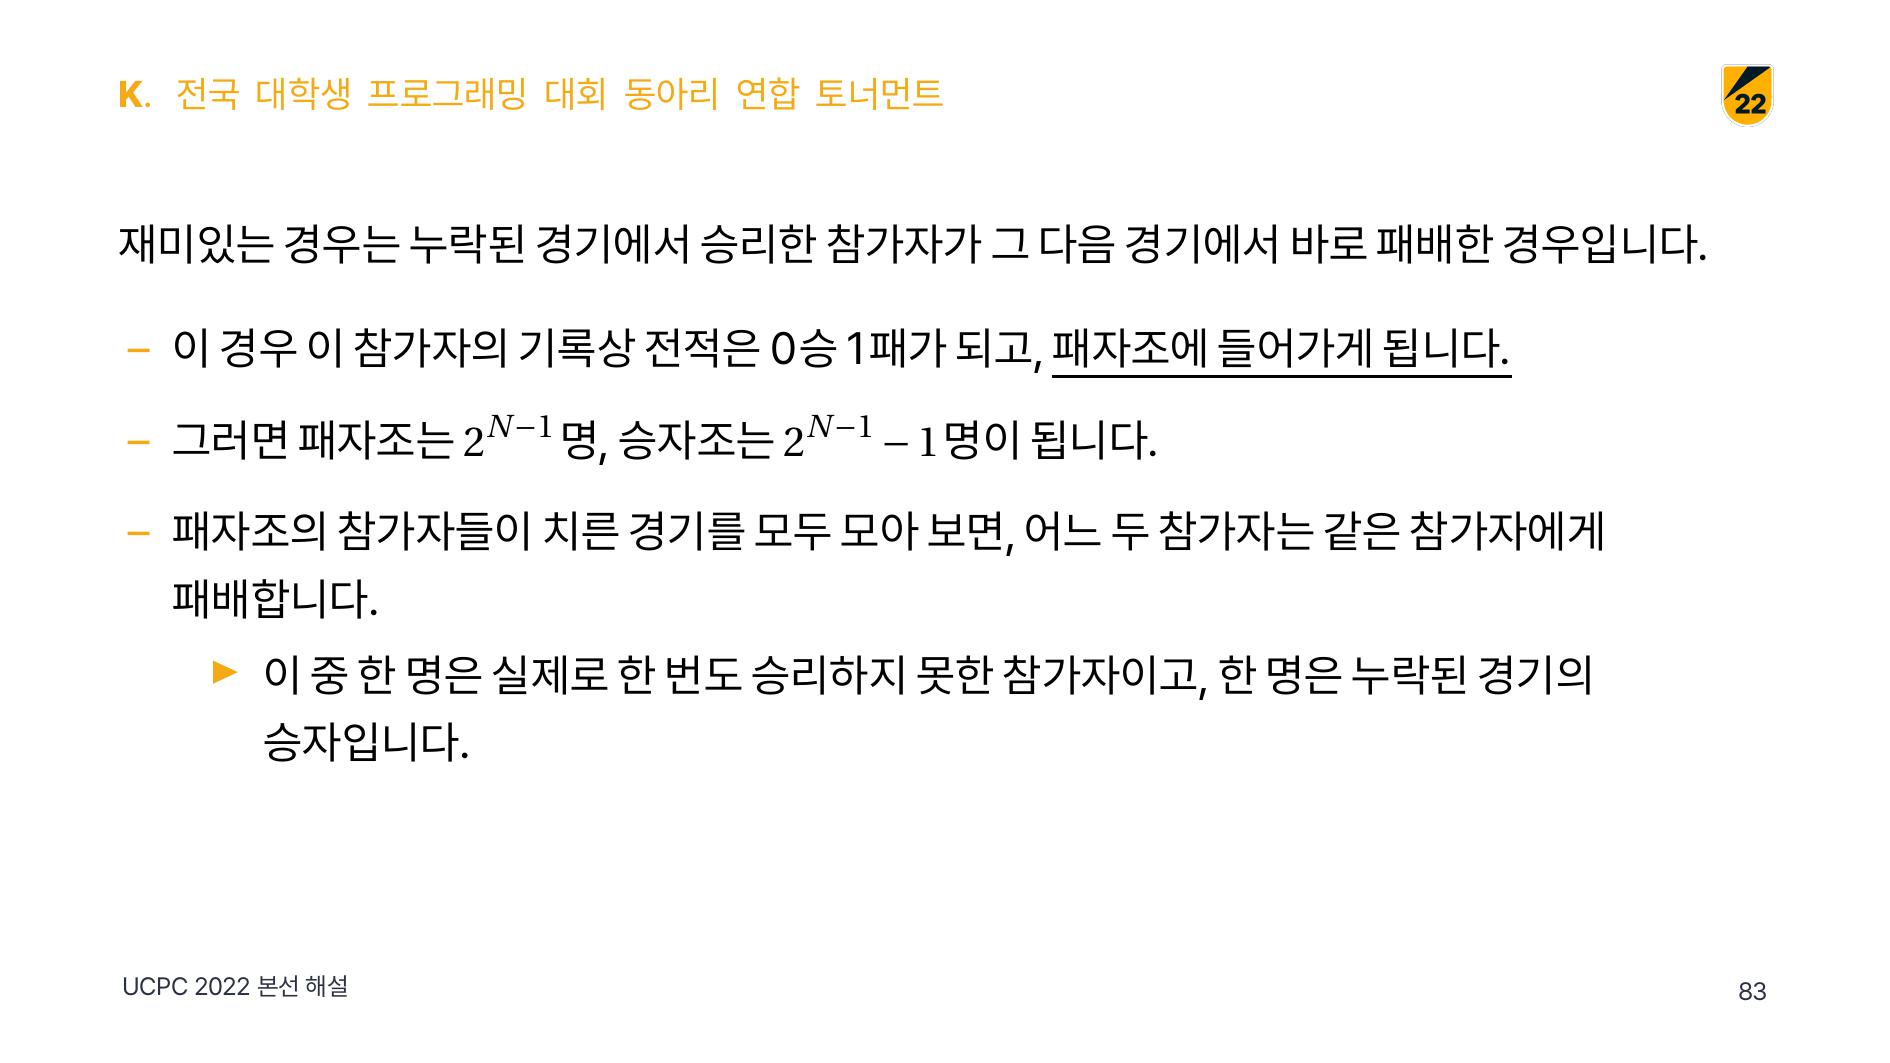 K. 전국 대학생 프로그래밍 대회 동아리 연합 토너먼트
22
재미있는 경우는 누락된 경기에서 승리한 참가자가 그 다음 경기에서 바로 패배한 경우입니다.
– 이 경우 이 참가자의 기록상 전적은 0승 1패가 되고, 패자조에 들어가게 됩니다.
– 그러면 패자조는 2^{N−1}명, 승자조는 2^{N−1} − 1명이 됩니다.
– 패자조의 참가자들이 치른 경기를 모두 모아 보면, 어느 두 참가자는 같은 참가자에게
패배합니다.
▶ 이 중 한 명은 실제로 한 번도 승리하지 못한 참가자이고, 한 명은 누락된 경기의
승자입니다.
UCPC 2022 본선 해설
83